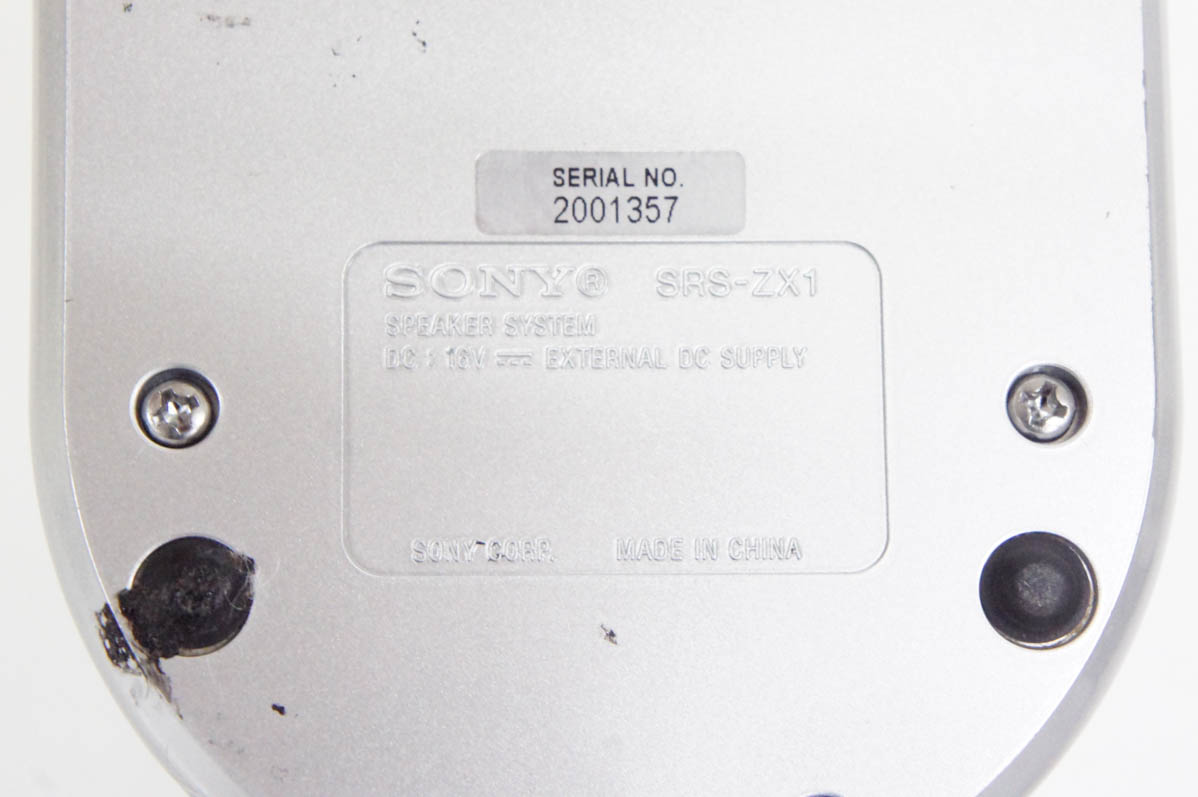 SERIAL NO.
2001357
SONY® SRS-ZX1
SPEAKER SYSTEM
DC : 16V ⎓ EXTERNAL DC SUPPLY
SONY CORP. MADE IN CHINA